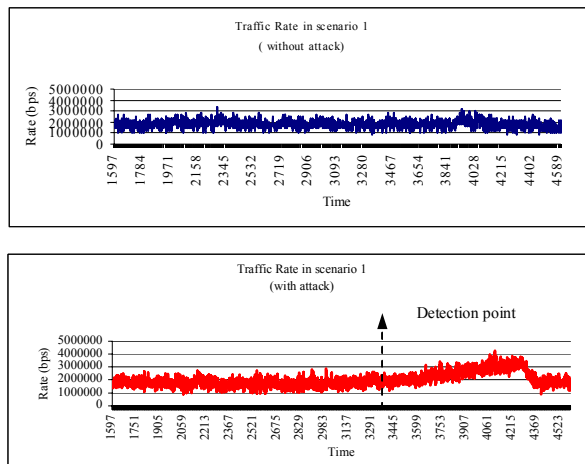 Traffic Rate in scenario 1
( without attack)
Rate (bps)
5000000
4000000
3000000
2000000
1000000
0
1597 1784 1971 2158 2345 2532 2719 2906 3093 3280 3467 3654 3841 4028 4215 4402 4589
Time
Traffic Rate in scenario 1
(with attack)
Detection point
Rate (bps)
5000000
4000000
3000000
2000000
1000000
0
1597 1751 1905 2059 2213 2367 2521 2675 2829 2983 3137 3291 3445 3599 3753 3907 4061 4215 4369 4523
Time